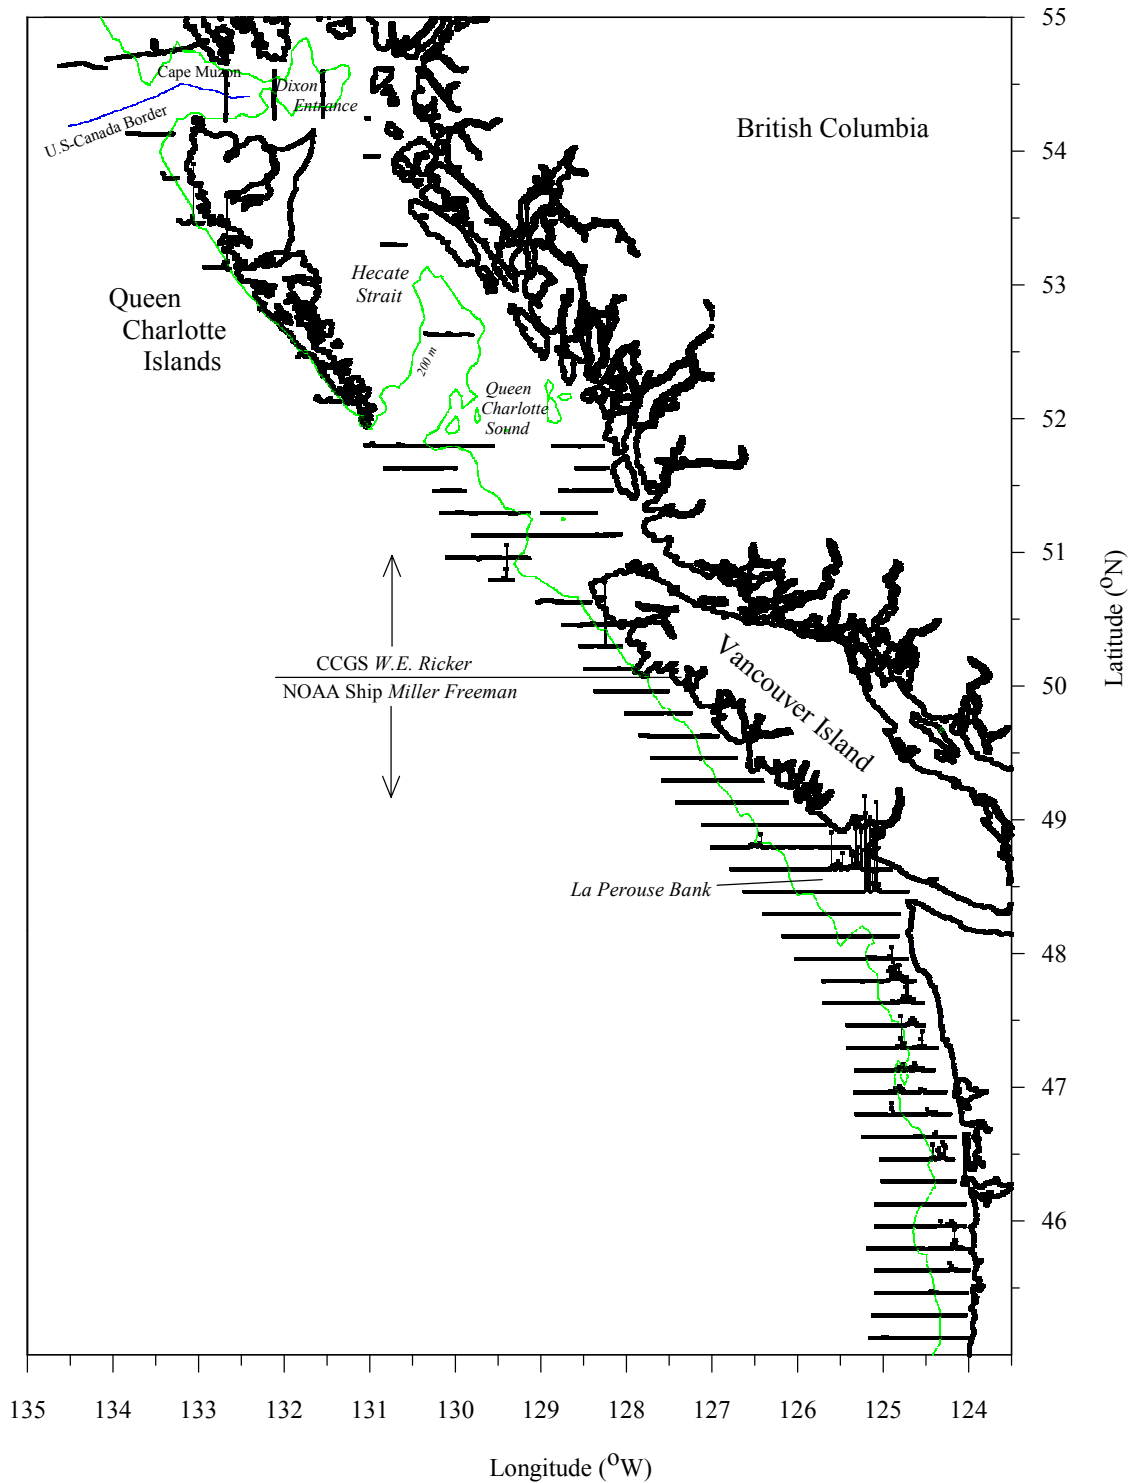 55
Cape Muzon
Dixon
Entrance
U.S-Canada Border
British Columbia
54
Hecate
Strait
53
Queen
Charlotte
Islands
200 m
Queen
Charlotte
Sound
52
51
Latitude (°N)
CCGS W.E. Ricker
NOAA Ship Miller Freeman
50
Vancouver Island
49
La Perouse Bank
48
47
46
135 134 133 132 131 130 129 128 127 126 125 124
Longitude (°W)